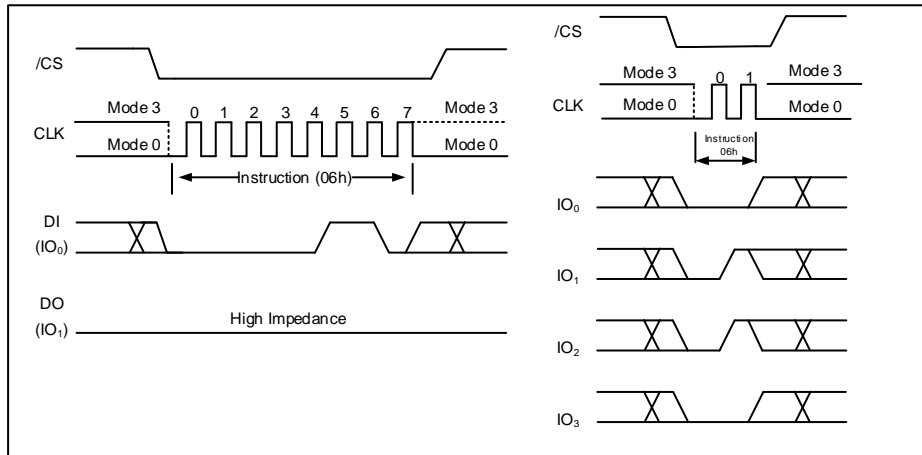 /CS
Mode 3
0 1 2 3 4 5 6 7
Mode 3
CLK
Mode 0
Mode 0
Instruction (06h)
DI
(IO₀)
DO
(IO₁)
High Impedance
/CS
Mode 3
0 1
Mode 3
CLK
Mode 0
Mode 0
Instruction
06h
IO₀
IO₁
IO₂
IO₃